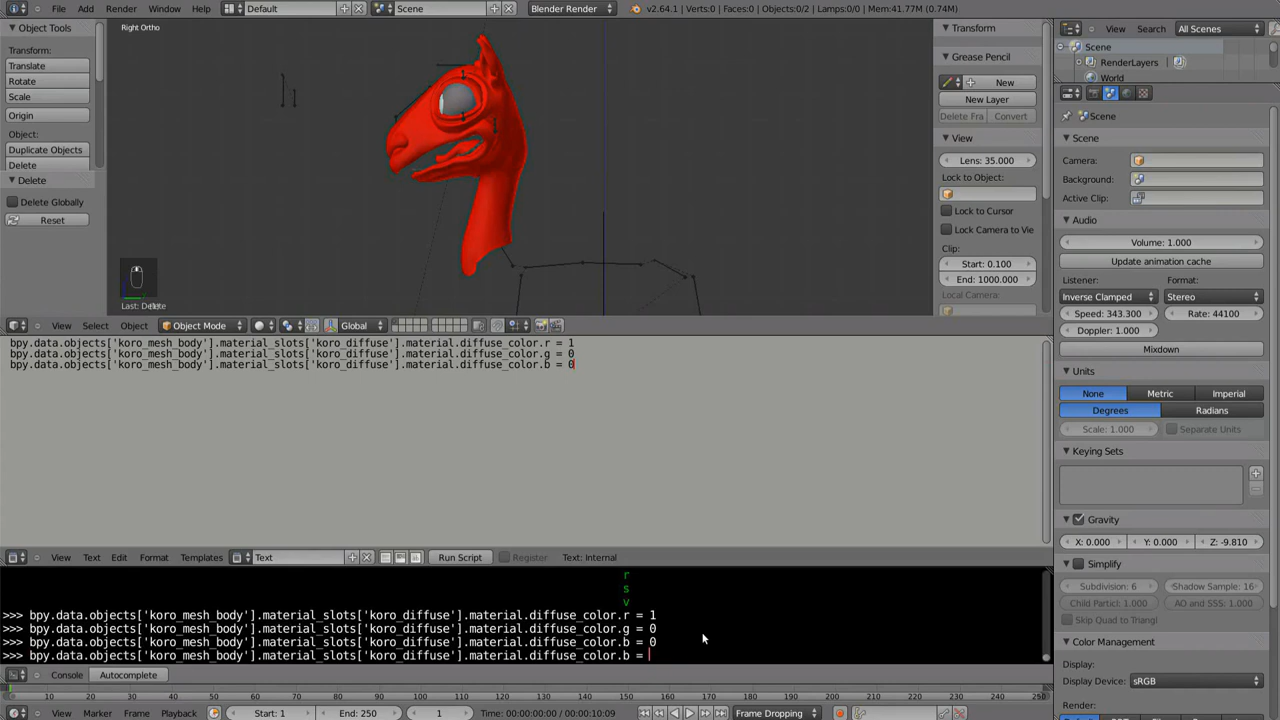 File Add Render Window Help Default Scene Blender Render v2.64.1 | Verts:0 | Faces:0 | Objects:0/2 | Lamps:0/0 | Mem:41.77M (0.74M)
Object Tools
Transform:
Translate
Rotate
Scale
Origin
Object:
Duplicate Objects
Delete
Delete
Delete Globally
Reset
Right Ortho
Transform
Grease Pencil
New
New Layer
Delete Fra Convert
View
Lens: 35.000
Lock to Object:
Lock to Cursor
Lock Camera to Vie
Clip:
Start: 0.100
End: 1000.000
Local Camera:
View Search All Scenes
Scene
RenderLayers
World
Scene
Scene
Camera:
Background:
Active Clip:
Audio
Volume: 1.000
Update animation cache
Listener: Format:
Inverse Clamped Stereo
Speed: 343.300 Rate: 44100
Doppler: 1.000
Mixdown
Units
None Metric Imperial
Degrees Radians
Scale: 1.000 Separate Units
Keying Sets
Gravity
X: 0.000 Y: 0.000 Z: -9.810
Simplify
Subdivision: 6 Shadow Sample: 16
Child Particl: 1.000 AO and SSS: 1.000
Skip Quad to Triangl
Color Management
Display:
Display Device: sRGB
Render:
View Select Object Object Mode Global
bpy.data.objects['koro_mesh_body'].material_slots['koro_diffuse'].material.diffuse_color.r = 1
bpy.data.objects['koro_mesh_body'].material_slots['koro_diffuse'].material.diffuse_color.g = 0
bpy.data.objects['koro_mesh_body'].material_slots['koro_diffuse'].material.diffuse_color.b = 0
View Text Edit Format Templates Text Run Script Register Text: Internal
r
s
v
>>> bpy.data.objects['koro_mesh_body'].material_slots['koro_diffuse'].material.diffuse_color.r = 1
>>> bpy.data.objects['koro_mesh_body'].material_slots['koro_diffuse'].material.diffuse_color.g = 0
>>> bpy.data.objects['koro_mesh_body'].material_slots['koro_diffuse'].material.diffuse_color.b = 0
>>> bpy.data.objects['koro_mesh_body'].material_slots['koro_diffuse'].material.diffuse_color.b =
Console Autocomplete
10 20 30 40 50 60 70 80 90 100 110 120 130 140 150 160 170 180 190 200 210 220 230 240 250
View Marker Frame Playback Start: 1 End: 250 1 Time: 00:00:00:00 / 00:00:10:09 Frame Dropping